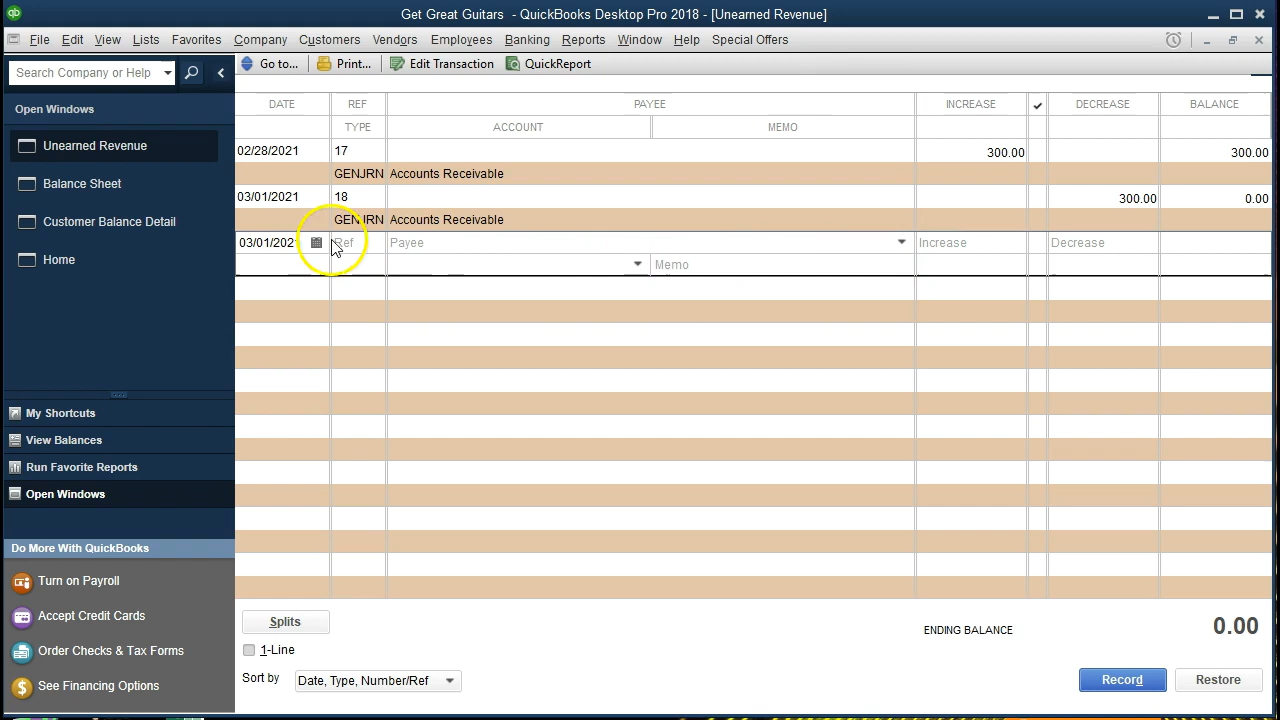 Get Great Guitars - QuickBooks Desktop Pro 2018 - [Unearned Revenue]
File Edit View Lists Favorites Company Customers Vendors Employees Banking Reports Window Help Special Offers
Search Company or Help
Go to... Print... Edit Transaction QuickReport
Open Windows
Unearned Revenue
Balance Sheet
Customer Balance Detail
Home
My Shortcuts
View Balances
Run Favorite Reports
Open Windows
Do More With QuickBooks
Turn on Payroll
Accept Credit Cards
Order Checks & Tax Forms
See Financing Options
DATE REF PAYEE INCREASE ✓ DECREASE BALANCE
TYPE ACCOUNT MEMO
02/28/2021 17 300.00 300.00
GENJRN Accounts Receivable
03/01/2021 18 300.00 0.00
GENJRN Accounts Receivable
03/01/2021 Ref Payee Increase Decrease
Memo
Splits
ENDING BALANCE 0.00
1-Line
Sort by Date, Type, Number/Ref
Record Restore